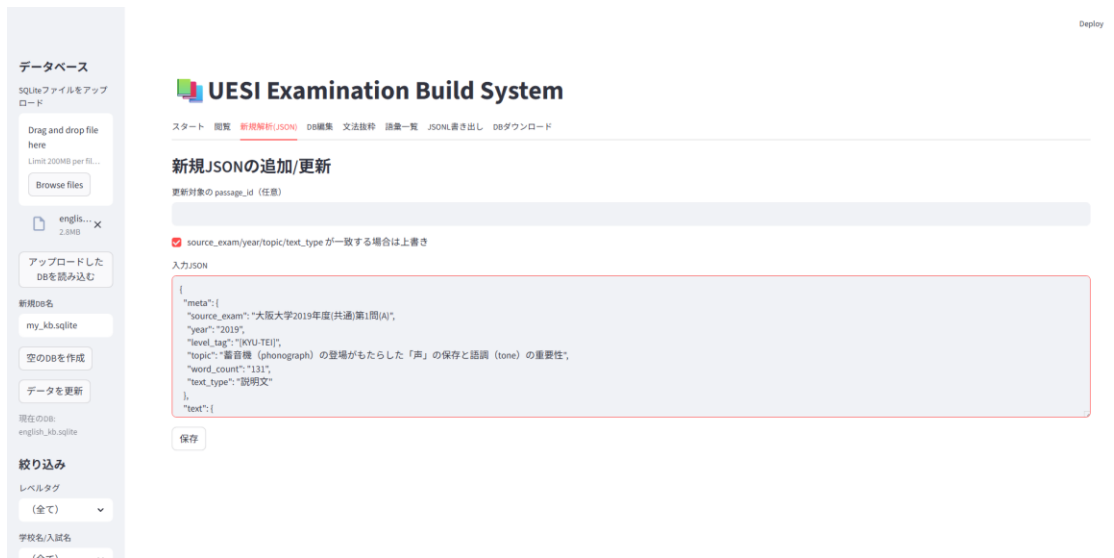 Deploy
データベース
SQLiteファイルをアップ
ロード
Drag and drop file
here
Limit 200MB per fil...
Browse files
englis...
2.8MB
アップロードした
DBを読み込む
新規DB名
my_kb.sqlite
空のDBを作成
データを更新
現在のDB:
english_kb.sqlite
絞り込み
レベルタグ
(全て)
学校名/入試名
(全て)
UESI Examination Build System
スタート 閲覧 新規解析(JSON) DB編集 文法抜粋 語彙一覧 JSONL書き出し DBダウンロード
新規JSONの追加/更新
更新対象の passage_id（任意）
source_exam/year/topic/text_type が一致する場合は上書き
入力JSON
{
"meta": {
"source_exam": "大阪大学2019年度(共通)第1問(A)",
"year": "2019",
"level_tag": "[KYU-TEI]",
"topic": "蓄音機（phonograph）の登場がもたらした「声」の保存と語調（tone）の重要性",
"word_count": "131",
"text_type": "説明文"
},
"text": {
保存